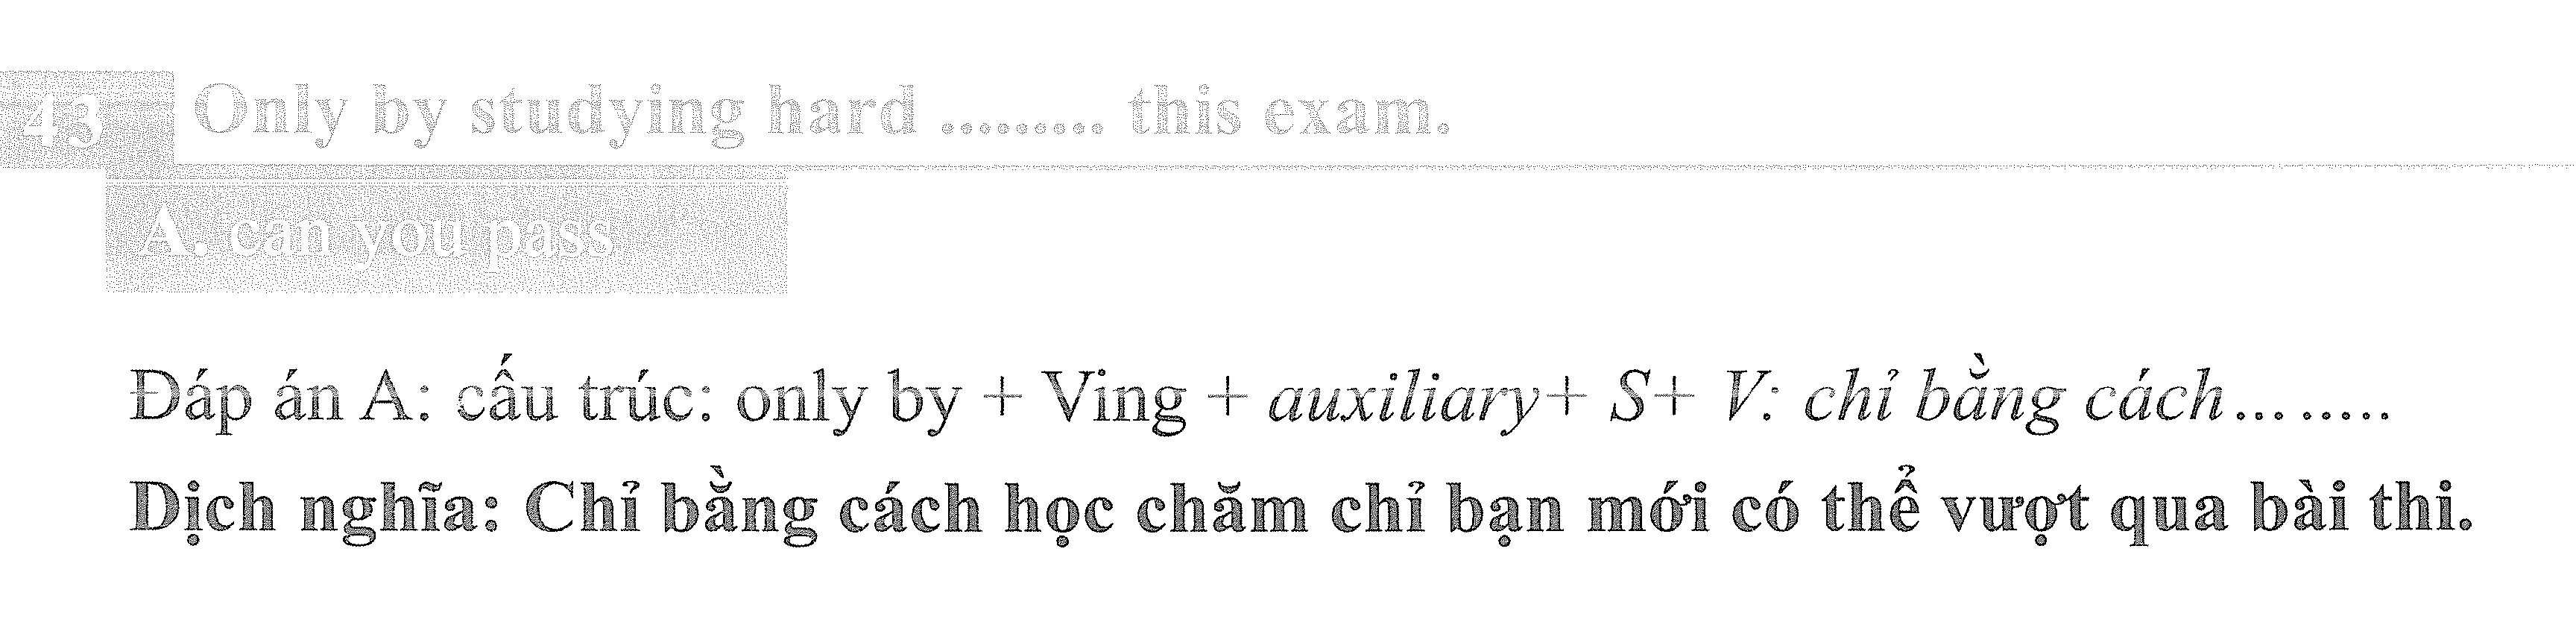 43 Only by studying hard ......... this exam.
A. can you pass
Đáp án A: cấu trúc: only by + Ving + auxiliary+ S+ V: chỉ bằng cách.........
Dịch nghĩa: Chỉ bằng cách học chăm chỉ bạn mới có thể vượt qua bài thi.